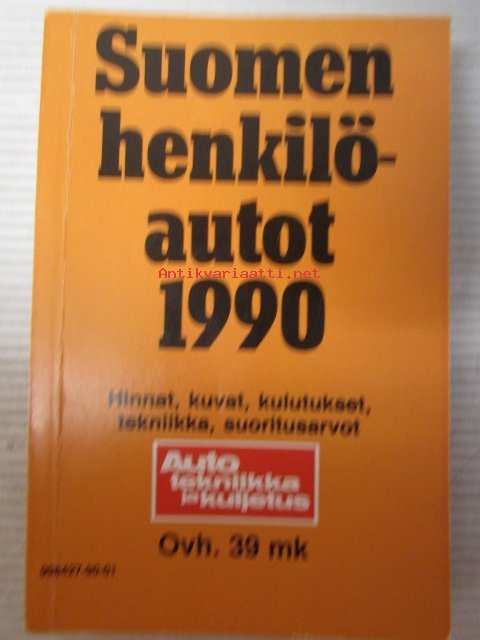 Suomen
henkilö-
autot
Antikvariaatti.net
1990
Hinnat, kuvat, kulutukset,
tekniikka, suoritusarvot
Auto
tekniikka
ja kuljetus
Ovh. 39 mk